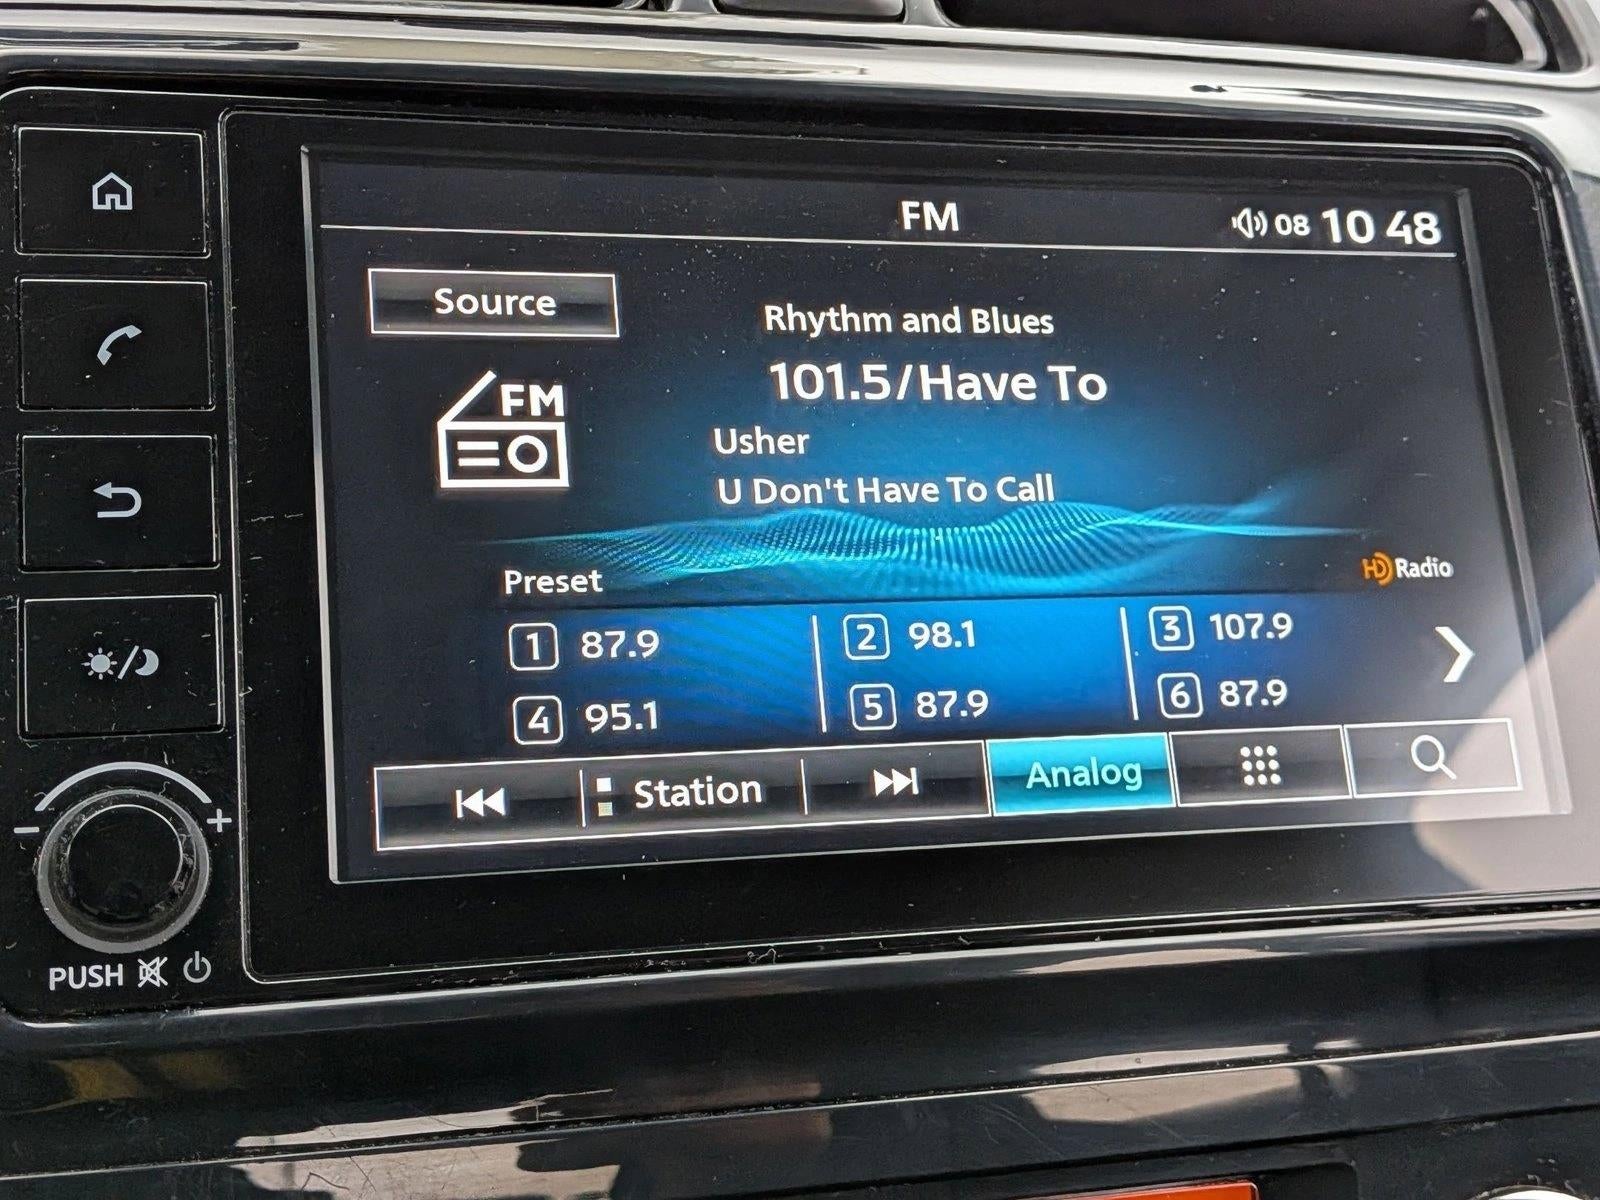 FM
08 10 48
Source
Rhythm and Blues
FM
101.5/Have To
Usher
U Don't Have To Call
Preset
HD Radio
1 87.9
2 98.1
3 107.9
4 95.1
5 87.9
6 87.9
Station
Analog
- +
PUSH